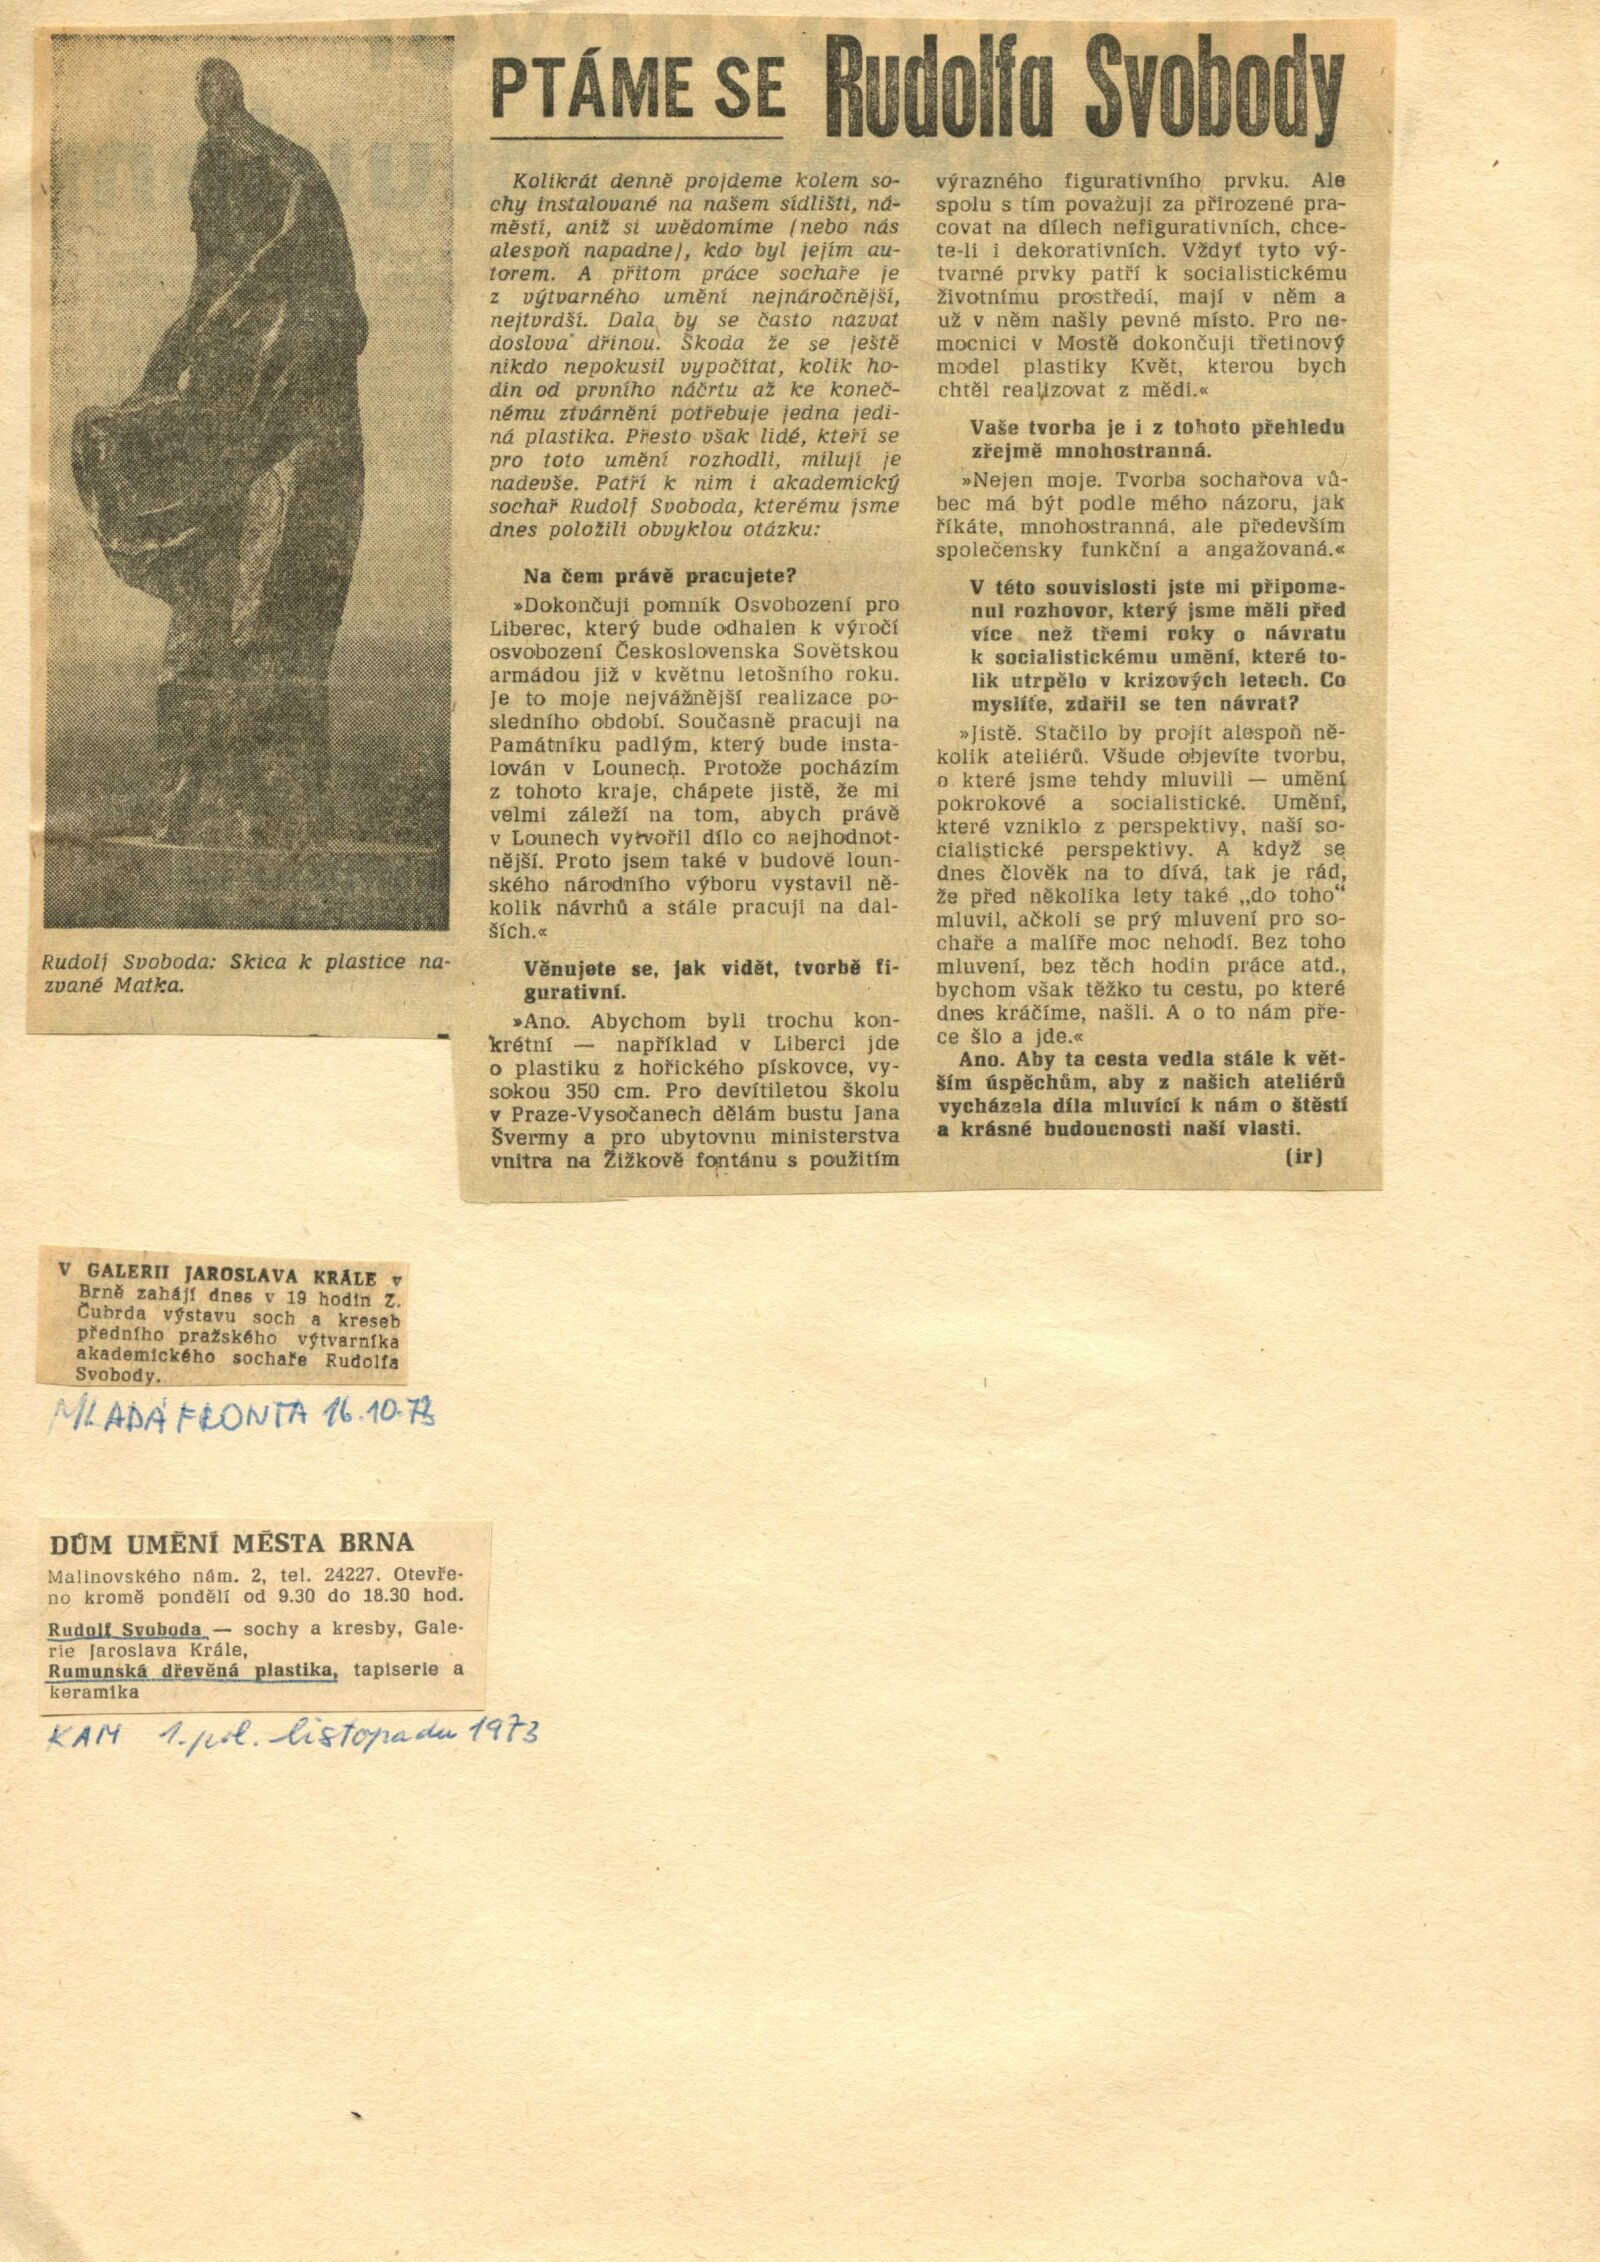 PTÁME SE Rudolfa Svobody
Kolikrát denně projdeme kolem so-
chy instalované na našem sídlišti, ná-
městí, aniž si uvědomíme (nebo nás
alespoň napadne), kdo byl jejím au-
torem. A přitom práce sochaře je
z výtvarného umění nejnáročnější,
nejtvrdší. Dala by se často nazvat
doslova dřinou. Škoda že se ještě
nikdo nepokusil vypočítat, kolik ho-
din od prvního náčrtu až ke koneč-
nému ztvárnění potřebuje jedna jedi-
ná plastika. Přesto však lidé, kteří se
pro toto umění rozhodli, milují je
nadevše. Patří k nim i akademický
sochař Rudolf Svoboda, kterému jsme
dnes položili obvyklou otázku:
Na čem právě pracujete?
»Dokončuji pomník Osvobození pro
Liberec, který bude odhalen k výročí
osvobození Československa Sovětskou
armádou již v květnu letošního roku.
Je to moje nejvážnější realizace po-
sledního období. Současně pracuji na
Památníku padlým, který bude insta-
lován v Lounech. Protože pocházím
z tohoto kraje, chápete jistě, že mi
velmi záleží na tom, abych právě
v Lounech vytvořil dílo co nejhodnot-
nější. Proto jsem také v budově loun-
ského národního výboru vystavil ně-
kolik návrhů a stále pracuji na dal-
ších.«
Věnujete se, jak vidět, tvorbě fi-
gurativní.
»Ano. Abychom byli trochu kon-
krétní — například v Liberci jde
o plastiku z hořického pískovce, vy-
sokou 350 cm. Pro devítiletou školu
v Praze-Vysočanech dělám bustu Jana
Švermy a pro ubytovnu ministerstva
vnitra na Žižkově fontánu s použitím
výrazného figurativního prvku. Ale
spolu s tím považuji za přirozené pra-
covat na dílech nefigurativních, chce-
te-li i dekorativních. Vždyť tyto vý-
tvarné prvky patří k socialistickému
životnímu prostředí, mají v něm a
už v něm našly pevné místo. Pro ne-
mocnici v Mostě dokončuji třetinový
model plastiky Květ, kterou bych
chtěl realizovat z mědi.«
Vaše tvorba je i z tohoto přehledu
zřejmě mnohostranná.
»Nejen moje. Tvorba sochařova vů-
bec má být podle mého názoru, jak
říkáte, mnohostranná, ale především
společensky funkční a angažovaná.«
V této souvislosti jste mi připome-
nul rozhovor, který jsme měli před
více než třemi roky o návratu
k socialistickému umění, které to-
lik utrpělo v krizových letech. Co
myslíte, zdařil se ten návrat?
»Jistě. Stačilo by projít alespoň ně-
kolik ateliérů. Všude objevíte tvorbu,
o které jsme tehdy mluvili — umění
pokrokové a socialistické. Umění,
které vzniklo z perspektivy, naší so-
cialistické perspektivy. A když se
dnes člověk na to dívá, tak je rád,
že před několika lety také „do toho“
mluvil, ačkoli se prý mluvení pro so-
chaře a malíře moc nehodí. Bez toho
mluvení, bez těch hodin práce atd.,
bychom však těžko tu cestu, po které
dnes kráčíme, našli. A o to nám pře-
ce šlo a jde.«
Ano. Aby ta cesta vedla stále k vět-
ším úspěchům, aby z našich ateliérů
vycházela díla mluvící k nám o štěstí
a krásné budoucnosti naší vlasti.
(ir)
Rudolf Svoboda: Skica k plastice na-
zvané Matka.
V GALERII JAROSLAVA KRÁLE v
Brně zahájí dnes v 19 hodin Z.
Čubrda výstavu soch a kreseb
předního pražského výtvarníka
akademického sochaře Rudolfa
Svobody.
MLADÁ FRONTA 16.10.73
DŮM UMĚNÍ MĚSTA BRNA
Malinovského nám. 2, tel. 24227. Otevře-
no kromě pondělí od 9.30 do 18.30 hod.
Rudolf Svoboda — sochy a kresby, Gale-
rie Jaroslava Krále,
Rumunská dřevěná plastika, tapiserie a
keramika
KAM 1. pol. listopadu 1973